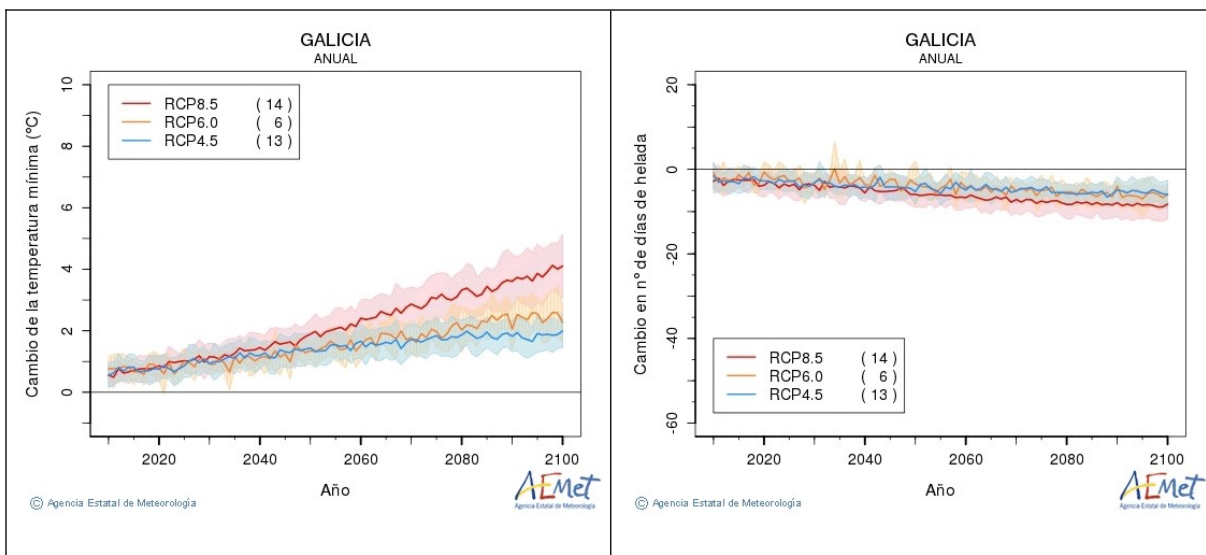 GALICIA
ANUAL
Cambio de la temperatura mínima (ºC)
10
8
6
4
2
0
RCP8.5 ( 14 )
RCP6.0 ( 6 )
RCP4.5 ( 13 )
2020 2040 2060 2080 2100
Año
© Agencia Estatal de Meteorología
AEMet
Agencia Estatal de Meteorología
GALICIA
ANUAL
Cambio en nº de días de helada
20
0
-20
-40
-60
RCP8.5 ( 14 )
RCP6.0 ( 6 )
RCP4.5 ( 13 )
2020 2040 2060 2080 2100
Año
© Agencia Estatal de Meteorología
AEMet
Agencia Estatal de Meteorología